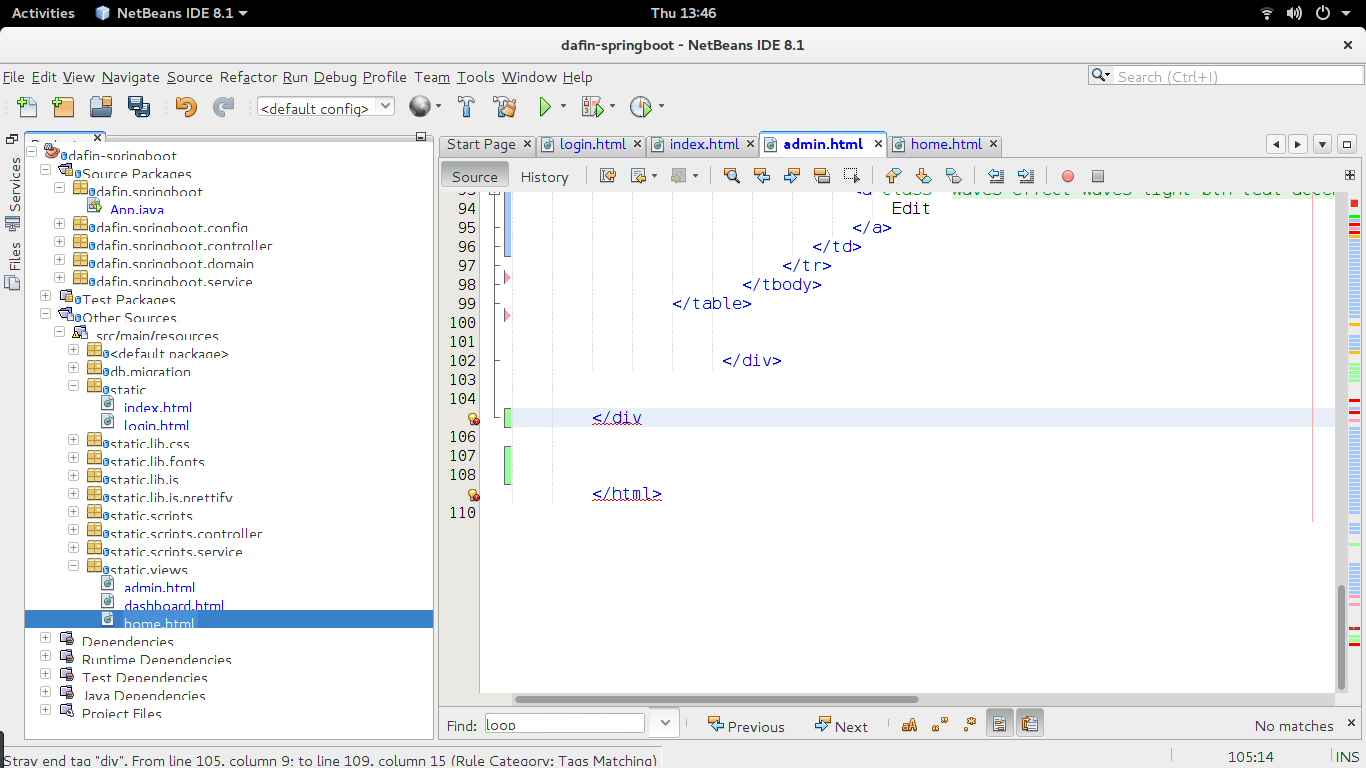 Activities NetBeans IDE 8.1 Thu 13:46
dafin-springboot - NetBeans IDE 8.1 ×
File Edit View Navigate Source Refactor Run Debug Profile Team Tools Window Help Search (Ctrl+I)
<default config>
Services
Files
dafin-springboot
Source Packages
dafin.springboot
App.java
dafin.springboot.config
dafin.springboot.controller
dafin.springboot.domain
dafin.springboot.service
Test Packages
Other Sources
src/main/resources
<default package>
db.migration
static
index.html
login.html
static.lib.css
static.lib.fonts
static.lib.js
static.lib.js.prettify
static.scripts
static.scripts.controller
static.scripts.service
static.views
admin.html
dashboard.html
home.html
Dependencies
Runtime Dependencies
Test Dependencies
Java Dependencies
Project Files
Start Page login.html index.html admin.html home.html
Source History
94 Edit
95 </a>
96 </td>
97 </tr>
98 </tbody>
99 </table>
100
101
102 </div>
103
104
</div
106
107
108
</html>
110
Find: loop Previous Next No matches
Stray end tag "div". From line 105, column 9; to line 109, column 15 (Rule Category: Tags Matching) 105:14 INS